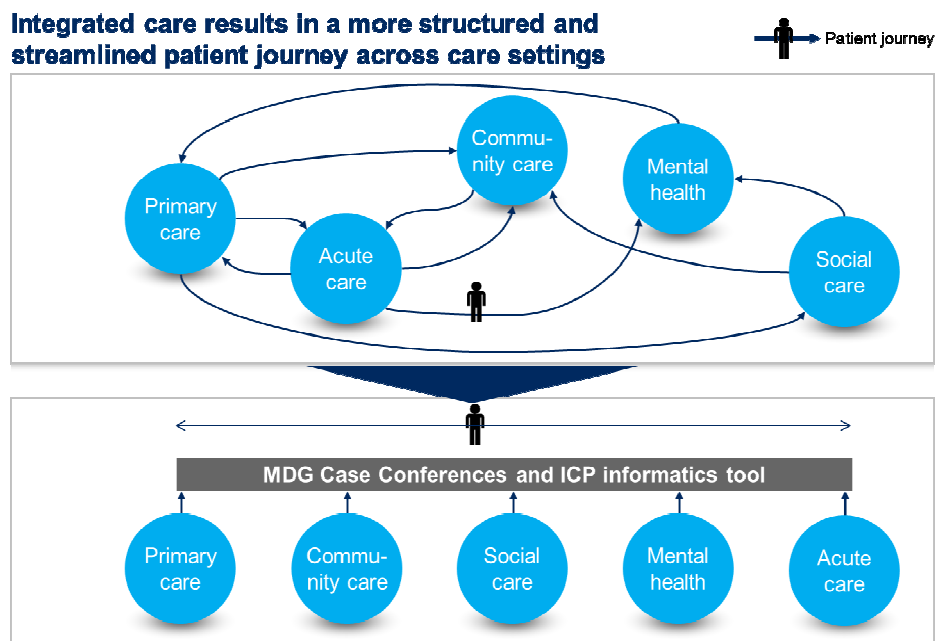 Integrated care results in a more structured and
streamlined patient journey across care settings
Patient journey
Commu-
nity care
Mental
health
Primary
care
Acute
care
Social
care
MDG Case Conferences and ICP informatics tool
Primary
care
Commu-
nity care
Social
care
Mental
health
Acute
care